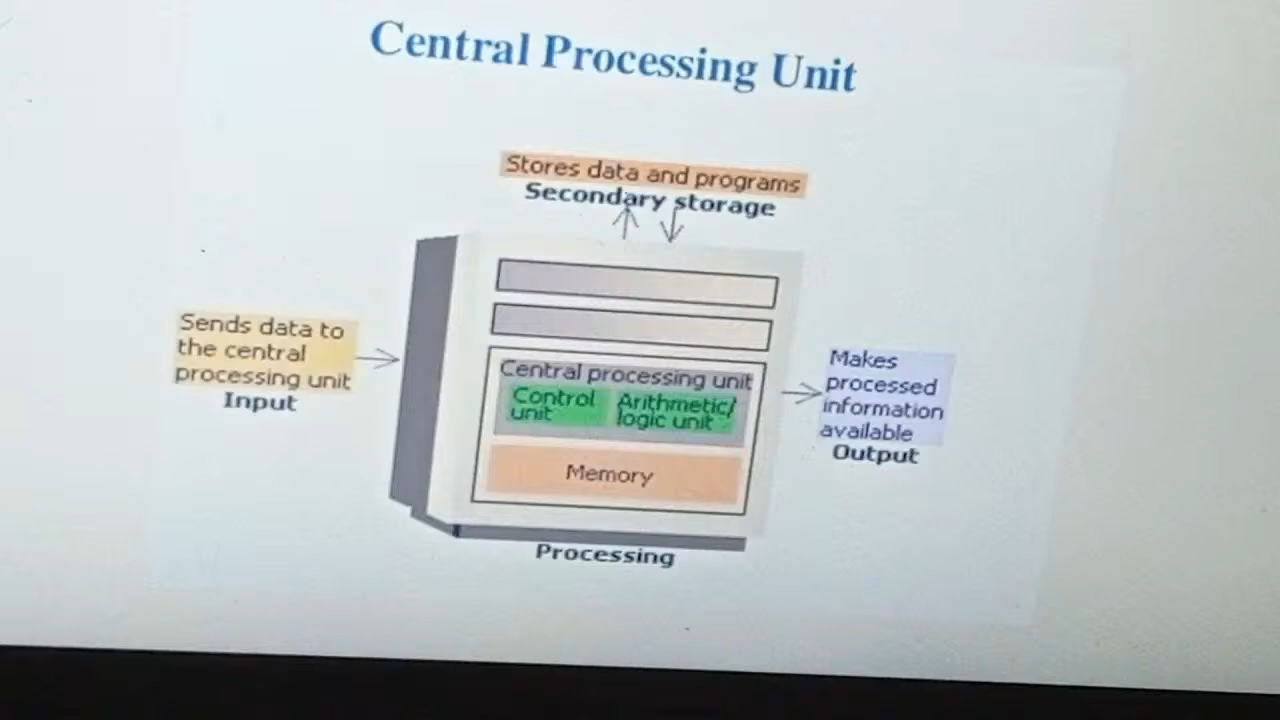 Central Processing Unit
Stores data and programs
Secondary storage
Sends data to
the central
processing unit
Input
Central processing unit
Control
unit
Arithmetic/
logic unit
Memory
Processing
Makes
processed
information
available
Output